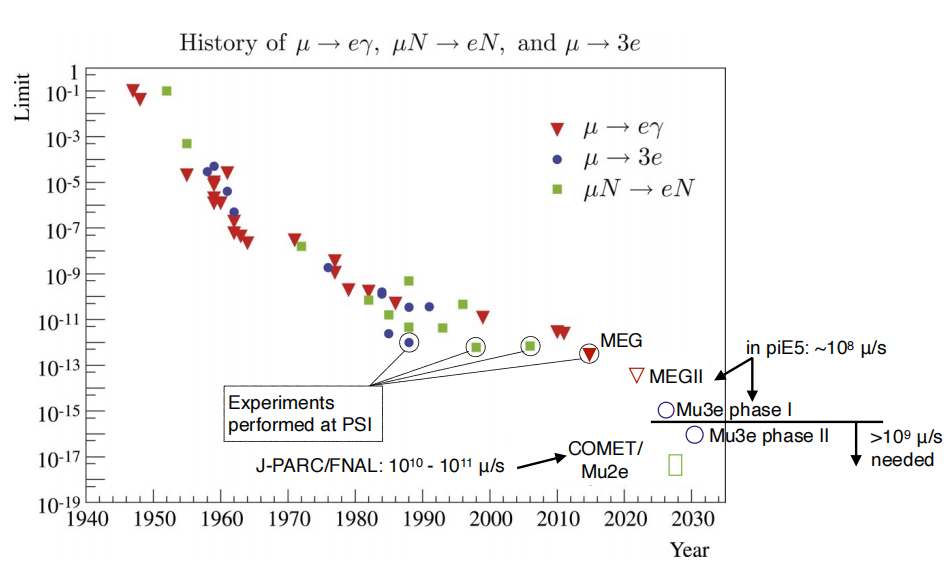 History of μ → eγ, μN → eN, and μ → 3e
Limit
1
10⁻¹
10⁻³
10⁻⁵
10⁻⁷
10⁻⁹
10⁻¹¹
10⁻¹³
10⁻¹⁵
10⁻¹⁷
10⁻¹⁹
μ → eγ
μ → 3e
μN → eN
MEG
in piE5: ~10⁸ μ/s
MEGII
Experiments
performed at PSI
Mu3e phase I
Mu3e phase II
>10⁹ μ/s
needed
J-PARC/FNAL: 10¹⁰ - 10¹¹ μ/s
COMET/
Mu2e
1940 1950 1960 1970 1980 1990 2000 2010 2020 2030
Year